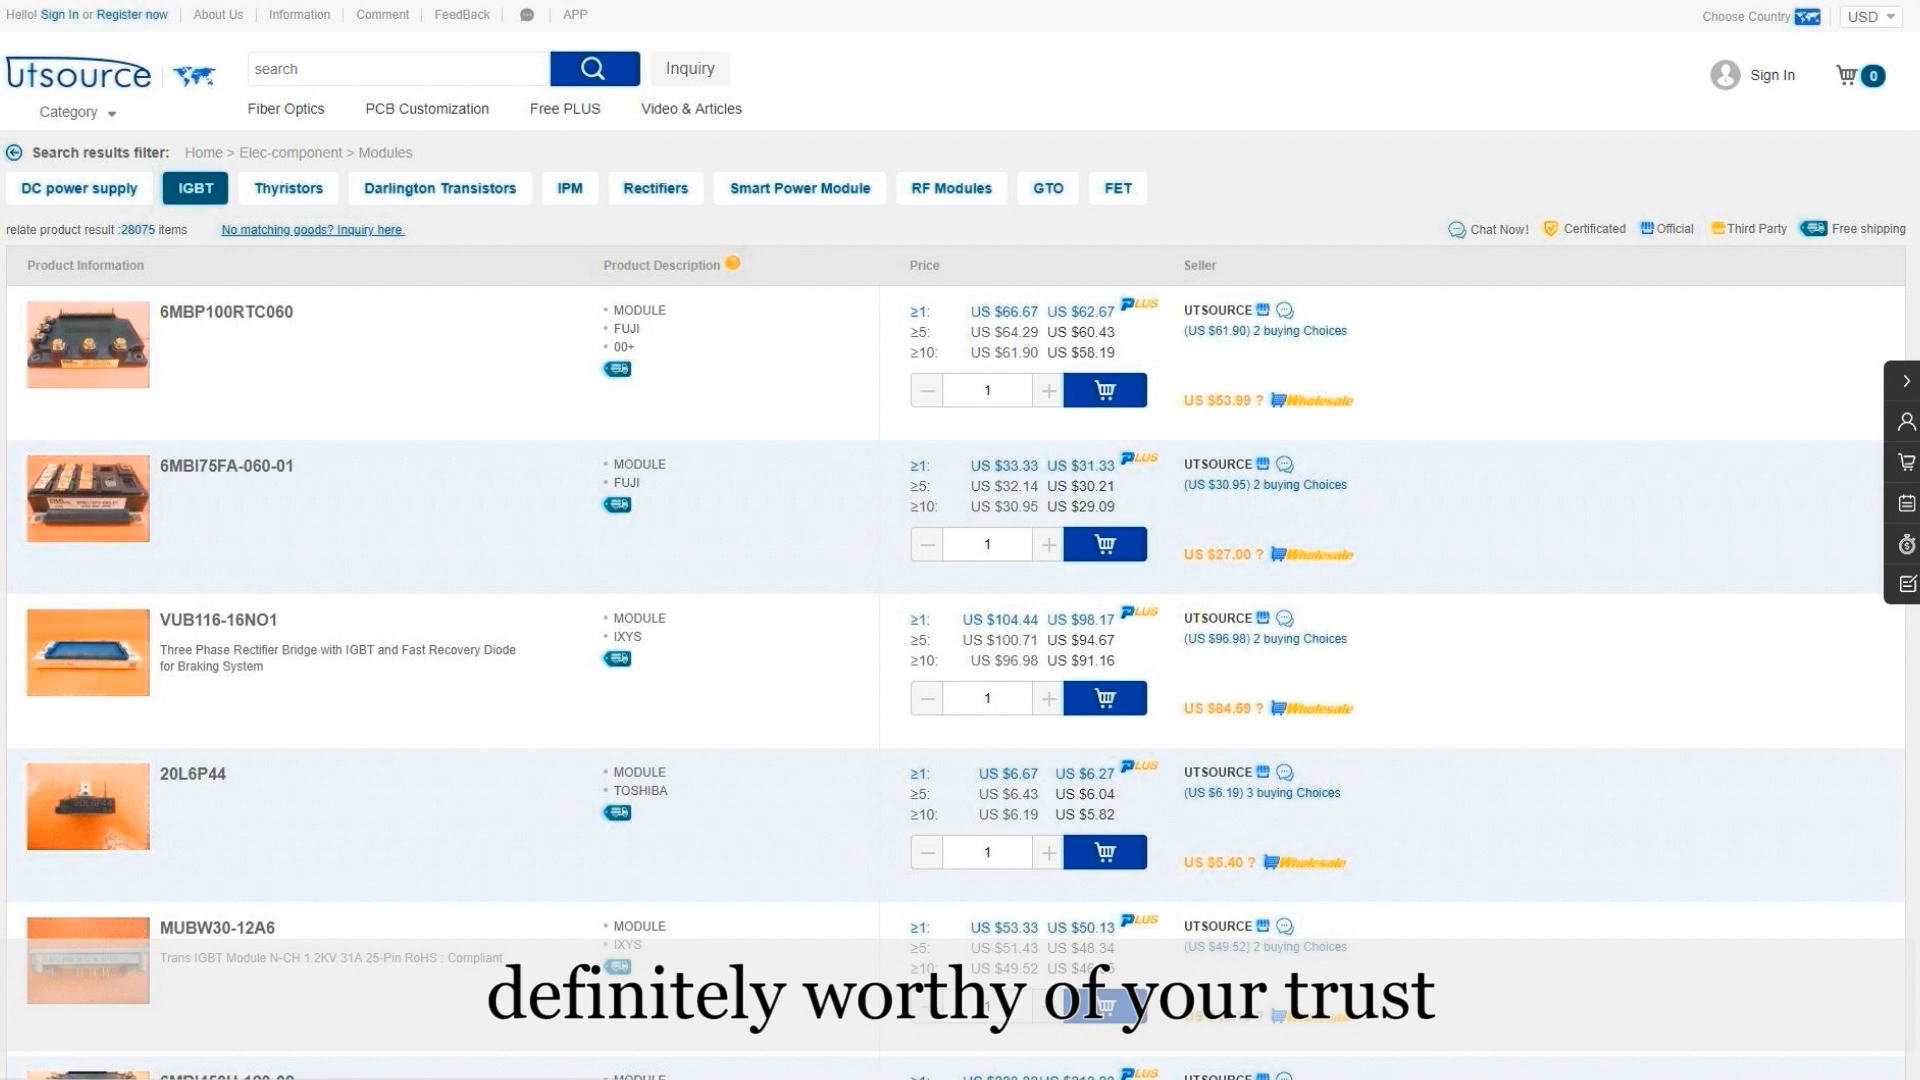 Hello! Sign In or Register now About Us Information Comment FeedBack APP Choose Country USD
utsource search Inquiry Sign In 0
Category Fiber Optics PCB Customization Free PLUS Video & Articles
Search results filter: Home > Elec-component > Modules
DC power supply IGBT Thyristors Darlington Transistors IPM Rectifiers Smart Power Module RF Modules GTO FET
relate product result :28075 items No matching goods? Inquiry here. Chat Now! Certificated Official Third Party Free shipping
Product Information Product Description Price Seller
6MBP100RTC060
• MODULE
• FUJI
• 00+
≥1: US $66.67 US $62.67 PLUS
≥5: US $64.29 US $60.43
≥10: US $61.90 US $58.19
− 1 +
UTSOURCE
(US $61.90) 2 buying Choices
US $53.99 ? Wholesale
6MBI75FA-060-01
• MODULE
• FUJI
≥1: US $33.33 US $31.33 PLUS
≥5: US $32.14 US $30.21
≥10: US $30.95 US $29.09
− 1 +
UTSOURCE
(US $30.95) 2 buying Choices
US $27.00 ? Wholesale
VUB116-16NO1
Three Phase Rectifier Bridge with IGBT and Fast Recovery Diode
for Braking System
• MODULE
• IXYS
≥1: US $104.44 US $98.17 PLUS
≥5: US $100.71 US $94.67
≥10: US $96.98 US $91.16
− 1 +
UTSOURCE
(US $96.98) 2 buying Choices
US $84.59 ? Wholesale
20L6P44
• MODULE
• TOSHIBA
≥1: US $6.67 US $6.27 PLUS
≥5: US $6.43 US $6.04
≥10: US $6.19 US $5.82
− 1 +
UTSOURCE
(US $6.19) 3 buying Choices
US $5.40 ? Wholesale
MUBW30-12A6
Trans IGBT Module N-CH 1.2KV 31A 25-Pin RoHS : Compliant
• MODULE
• IXYS
≥1: US $53.33 US $50.13 PLUS
≥5: US $51.43 US $48.34
≥10: US $49.52
1
UTSOURCE
(US $49.52) 2 buying Choices
Wholesale
definitely worthy of your trust
MODULE
PLUS
UTSOURCE